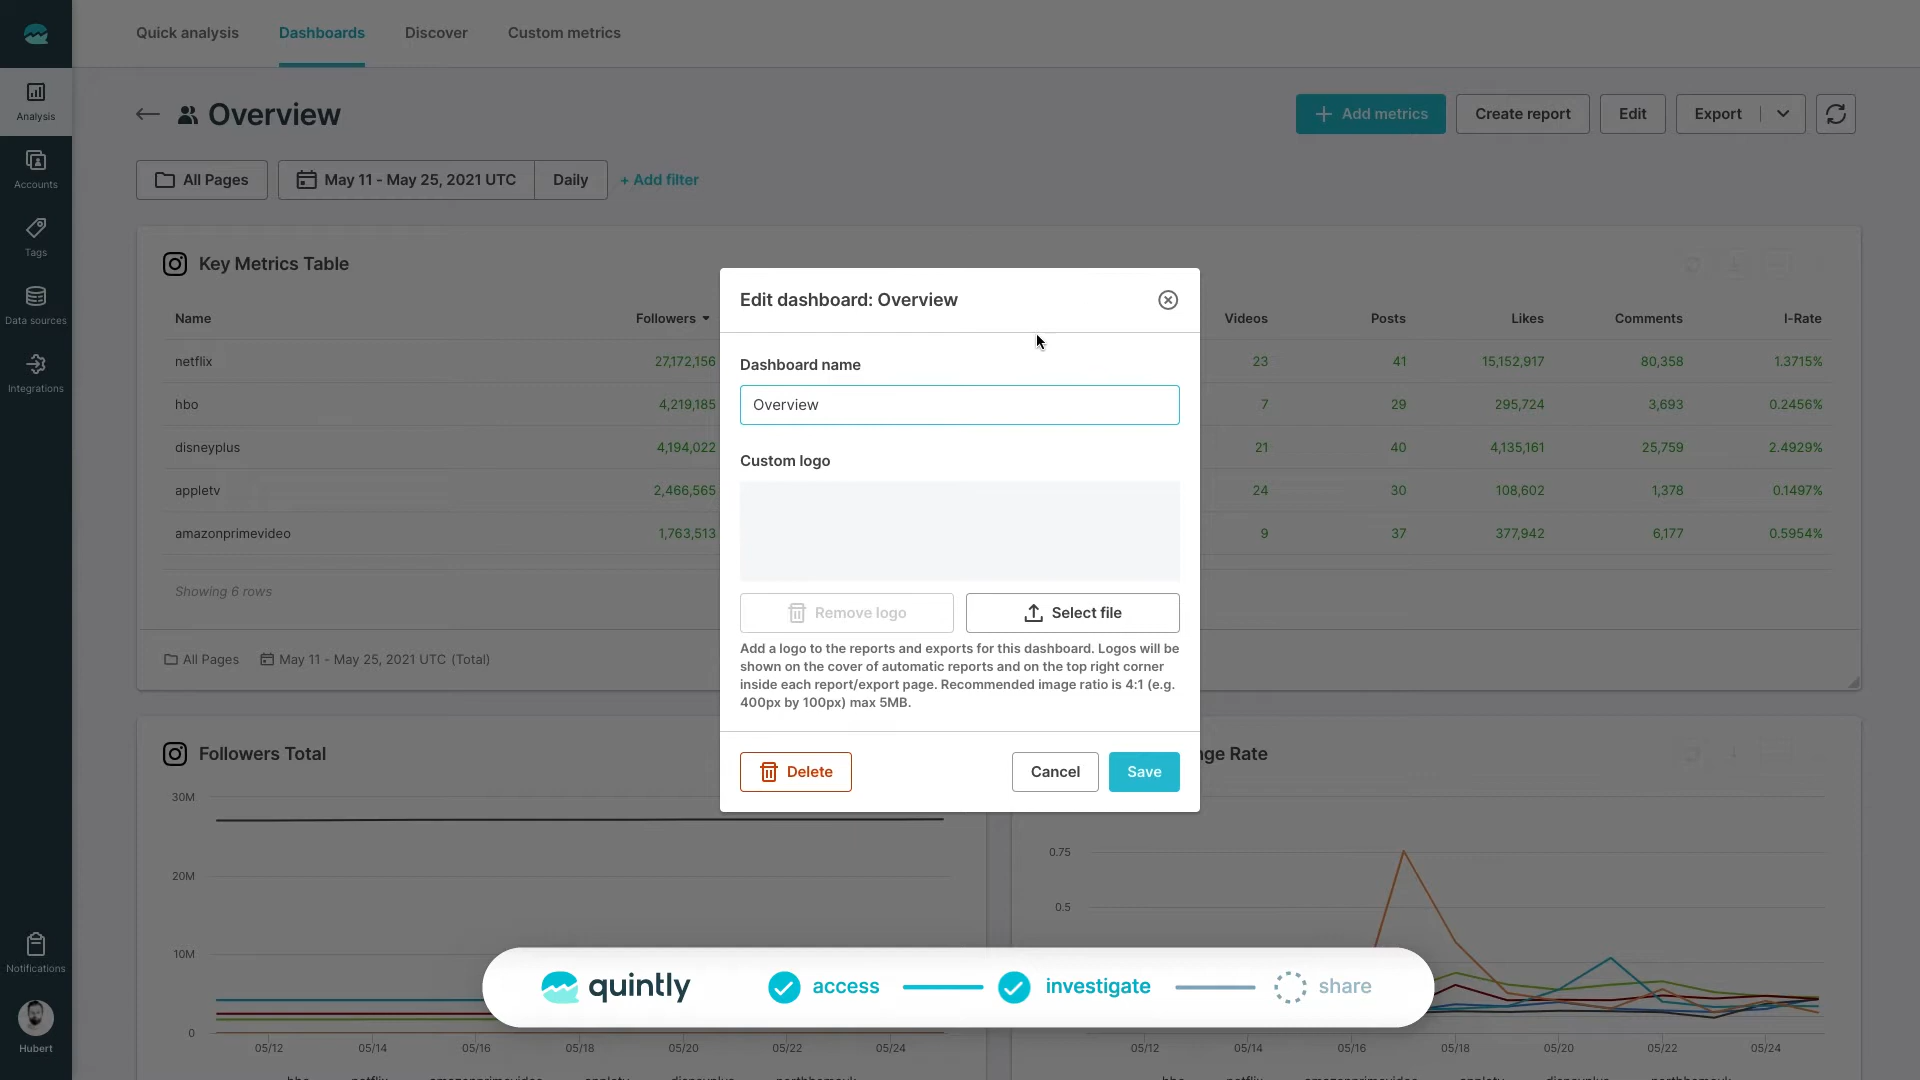 Quick analysis
Dashboards
Discover
Custom metrics
Analysis
Accounts
Tags
Data sources
Integrations
Notifications
Hubert
Overview
Add metrics
Create report
Edit
Export
All Pages
May 11 - May 25, 2021 UTC
Daily
+ Add filter
Key Metrics Table
Name Followers Videos Posts Likes Comments I-Rate
netflix 27,172,156 23 41 15,152,917 80,358 1.3715%
hbo 4,219,185 7 29 295,724 3,693 0.2456%
disneyplus 4,194,022 21 40 4,135,161 25,759 2.4929%
appletv 2,466,565 24 30 108,602 1,378 0.1497%
amazonprimevideo 1,763,513 9 37 377,942 6,177 0.5954%
Showing 6 rows
All Pages May 11 - May 25, 2021 UTC (Total)
Edit dashboard: Overview
Dashboard name
Overview
Custom logo
Remove logo
Select file
Add a logo to the reports and exports for this dashboard. Logos will be
shown on the cover of automatic reports and on the top right corner
inside each report/export page. Recommended image ratio is 4:1 (e.g.
400px by 100px) max 5MB.
Delete
Cancel
Save
Followers Total
30M
20M
10M
0
05/12 05/14 05/16 05/18 05/20 05/22 05/24
nge Rate
0.75
0.5
05/12 05/14 05/16 05/18 05/20 05/22 05/24
quintly
access
investigate
share